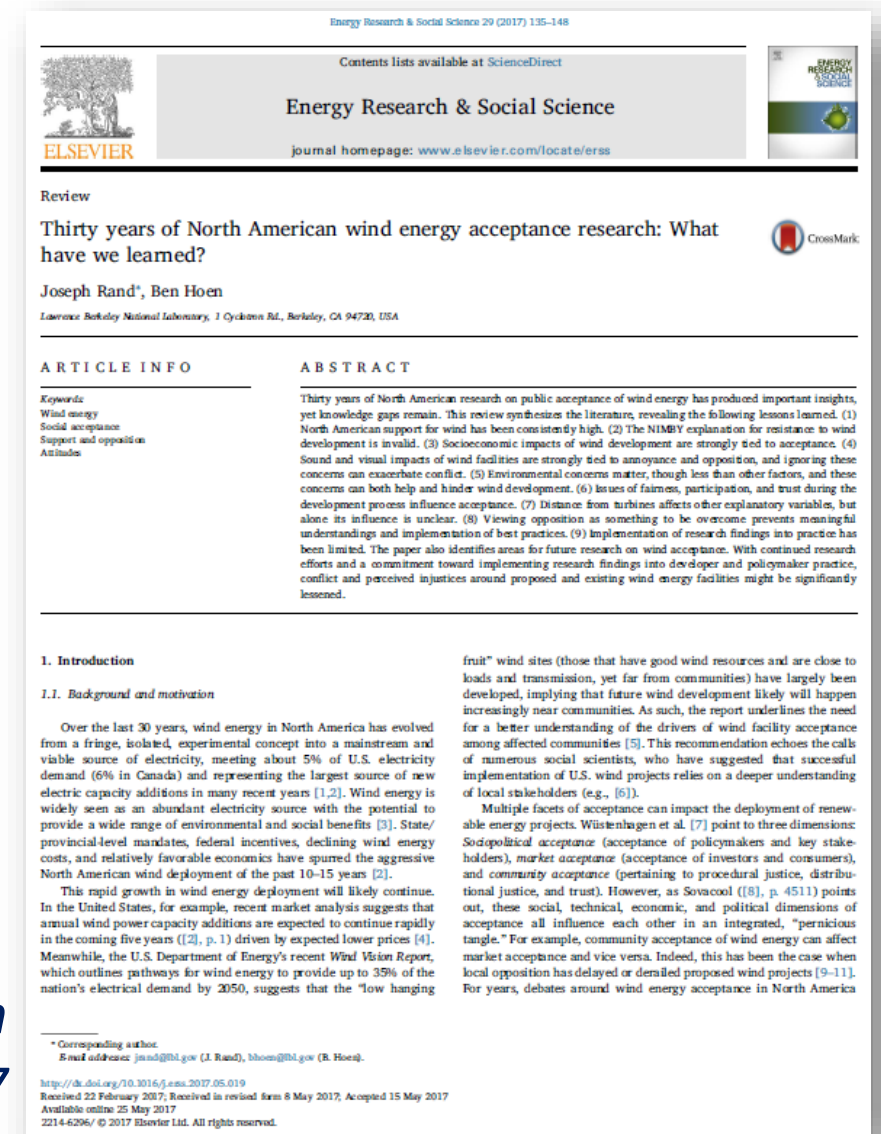 Energy Research & Social Science 29 (2017) 135–148
Contents lists available at ScienceDirect
Energy Research & Social Science
journal homepage: www.elsevier.com/locate/erss
ELSEVIER
ENERGY
RESEARCH
& SOCIAL
SCIENCE
Review
Thirty years of North American wind energy acceptance research: What
have we learned?
CrossMark
Joseph Rand*, Ben Hoen
Lawrence Berkeley National Laboratory, 1 Cyclotron Rd., Berkeley, CA 94720, USA
ARTICLE INFO
Keywords:
Wind energy
Social acceptance
Support and opposition
Attitudes
ABSTRACT
Thirty years of North American research on public acceptance of wind energy has produced important insights,
yet knowledge gaps remain. This review synthesizes the literature, revealing the following lessons learned. (1)
North American support for wind has been consistently high. (2) The NIMBY explanation for resistance to wind
development is invalid. (3) Socioeconomic impacts of wind development are strongly tied to acceptance. (4)
Sound and visual impacts of wind facilities are strongly tied to annoyance and opposition, and ignoring these
concerns can exacerbate conflict. (5) Environmental concerns matter, though less than other factors, and these
concerns can both help and hinder wind development. (6) Issues of fairness, participation, and trust during the
development process influence acceptance. (7) Distance from turbines affects other explanatory variables, but
alone its influence is unclear. (8) Viewing opposition as something to be overcome prevents meaningful
understandings and implementation of best practices. (9) Implementation of research findings into practice has
been limited. The paper also identifies areas for future research on wind acceptance. With continued research
efforts and a commitment toward implementing research findings into developer and policymaker practice,
conflict and perceived injustices around proposed and existing wind energy facilities might be significantly
lessened.
1. Introduction
1.1. Background and motivation
Over the last 30 years, wind energy in North America has evolved
from a fringe, isolated, experimental concept into a mainstream and
viable source of electricity, meeting about 5% of U.S. electricity
demand (6% in Canada) and representing the largest source of new
electric capacity additions in many recent years [1,2]. Wind energy is
widely seen as an abundant electricity source with the potential to
provide a wide range of environmental and social benefits [3]. State/
provincial-level mandates, federal incentives, declining wind energy
costs, and relatively favorable economics have spurred the aggressive
North American wind deployment of the past 10–15 years [2].
This rapid growth in wind energy deployment will likely continue.
In the United States, for example, recent market analysis suggests that
annual wind power capacity additions are expected to continue rapidly
in the coming five years ([2], p. 1) driven by expected lower prices [4].
Meanwhile, the U.S. Department of Energy's recent Wind Vision Report,
which outlines pathways for wind energy to provide up to 35% of the
nation's electrical demand by 2050, suggests that the "low hanging
fruit" wind sites (those that have good wind resources and are close to
loads and transmission, yet far from communities) have largely been
developed, implying that future wind development likely will happen
increasingly near communities. As such, the report underlines the need
for a better understanding of the drivers of wind facility acceptance
among affected communities [5]. This recommendation echoes the calls
of numerous social scientists, who have suggested that successful
implementation of U.S. wind projects relies on a deeper understanding
of local stakeholders (e.g., [6]).
Multiple facets of acceptance can impact the deployment of renew-
able energy projects. Wüstenhagen et al. [7] point to three dimensions:
Sociopolitical acceptance (acceptance of policymakers and key stake-
holders), market acceptance (acceptance of investors and consumers),
and community acceptance (pertaining to procedural justice, distribu-
tional justice, and trust). However, as Sovacool ([8], p. 4511) points
out, these social, technical, economic, and political dimensions of
acceptance all influence each other in an integrated, "pernicious
tangle." For example, community acceptance of wind energy can affect
market acceptance and vice versa. Indeed, this has been the case when
local opposition has delayed or derailed proposed wind projects [9–11].
For years, debates around wind energy acceptance in North America
* Corresponding author.
E-mail addresses: jrand@lbl.gov (J. Rand), bhoen@lbl.gov (B. Hoen).
http://dx.doi.org/10.1016/j.erss.2017.05.019
Received 22 February 2017; Received in revised form 8 May 2017; Accepted 15 May 2017
Available online 25 May 2017
2214-6296/ © 2017 Elsevier Ltd. All rights reserved.